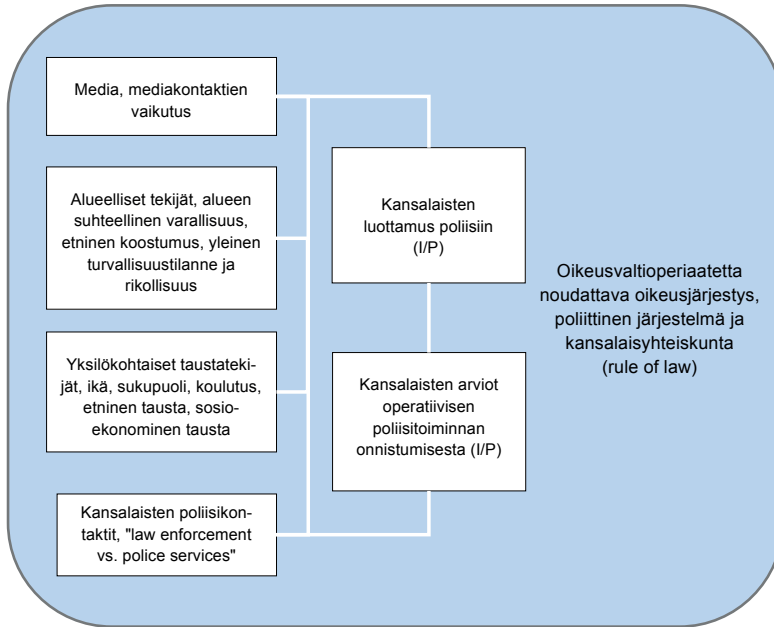 Media, mediakontaktien
vaikutus
Alueelliset tekijät, alueen
suhteellinen varallisuus,
etninen koostumus, yleinen
turvallisuustilanne ja
rikollisuus
Yksilökohtaiset taustateki-
jät, ikä, sukupuoli, koulutus,
etninen tausta, sosio-
ekonominen tausta
Kansalaisten poliisikon-
taktit, "law enforcement
vs. police services"
Kansalaisten
luottamus poliisiin
(I/P)
Kansalaisten arviot
operatiivisen
poliisitoiminnan
onnistumisesta (I/P)
Oikeusvaltioperiaatetta
noudattava oikeusjärjestys,
poliittinen järjestelmä ja
kansalaisyhteiskunta
(rule of law)